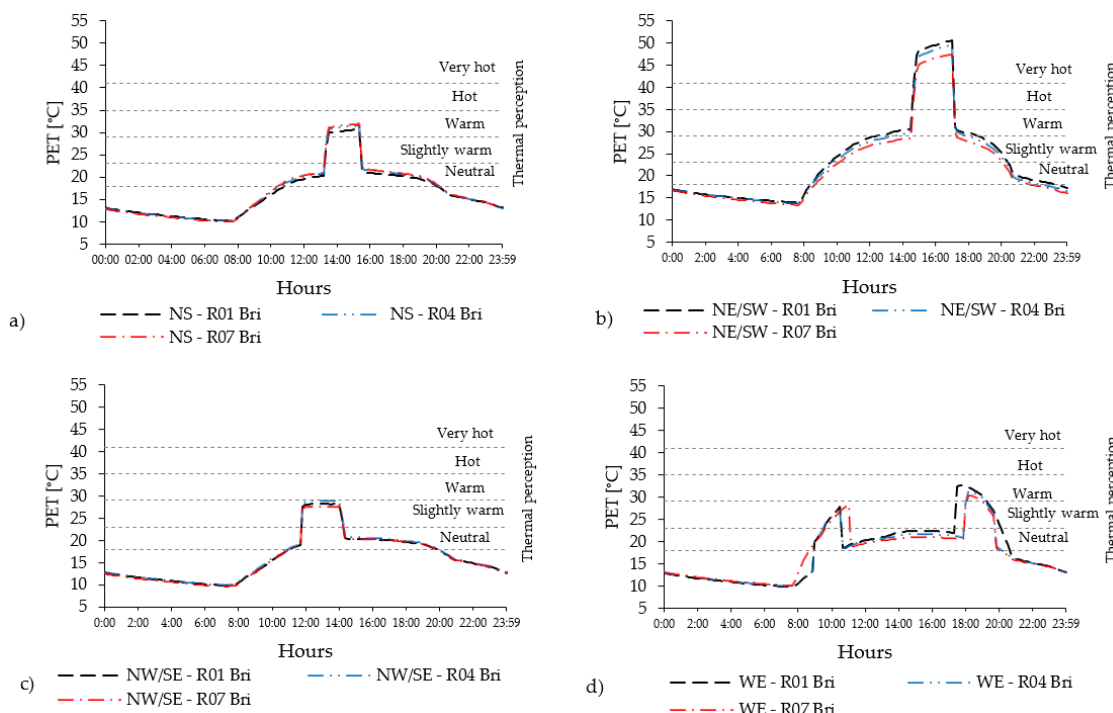 55
50
45
40
35
30
25
20
15
10
5
PET [°C]
Very hot
Hot
Warm
Slightly warm
Neutral
Thermal perception
00:00 02:00 04:00 06:00 08:00 10:00 12:00 14:00 16:00 18:00 20:00 22:00 23:59
Hours
a)
NS - R01 Bri
NS - R04 Bri
NS - R07 Bri
55
50
45
40
35
30
25
20
15
10
5
PET [°C]
Very hot
Hot
Warm
Slightly warm
Neutral
Thermal perception
0:00 2:00 4:00 6:00 8:00 10:00 12:00 14:00 16:00 18:00 20:00 22:00 23:59
Hours
b)
NE/SW - R01 Bri
NE/SW - R04 Bri
NE/SW - R07 Bri
55
50
45
40
35
30
25
20
15
10
5
PET [°C]
Very hot
Hot
Warm
Slightly warm
Neutral
Thermal perception
0:00 2:00 4:00 6:00 8:00 10:00 12:00 14:00 16:00 18:00 20:00 22:00 23:59
Hours
c)
NW/SE - R01 Bri
NW/SE - R04 Bri
NW/SE - R07 Bri
55
50
45
40
35
30
25
20
15
10
5
PET [°C]
Very hot
Hot
Warm
Slightly warm
Neutral
Thermal perception
0:00 2:00 4:00 6:00 8:00 10:00 12:00 14:00 16:00 18:00 20:00 22:00 23:59
Hours
d)
WE - R01 Bri
WE - R04 Bri
WE - R07 Bri